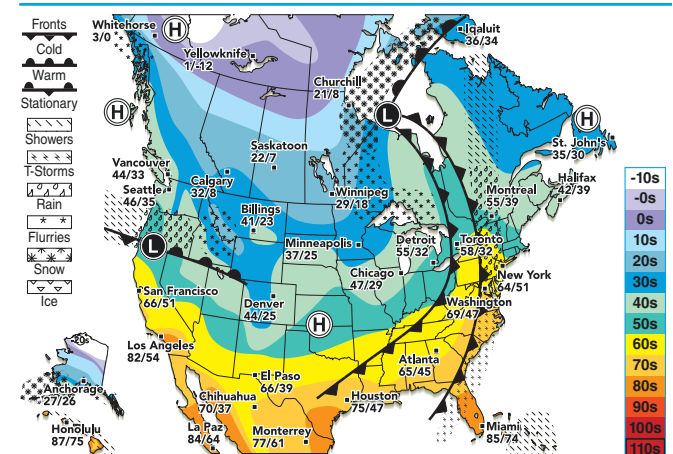 Fronts
Cold
Warm
Stationary
Showers
T-Storms
Rain
Flurries
Snow
Ice
Whitehorse
3/0
H
Yellowknife
1/-12
Iqaluit
36/34
Churchill
21/8
H
L
H
St. John's
35/30
Saskatoon
22/7
Vancouver
44/33
Calgary
32/8
Seattle
46/35
Winnipeg
29/18
Halifax
42/39
Montreal
55/39
Billings
41/23
L
Minneapolis
37/25
Detroit
55/32
Toronto
58/32
Chicago
47/29
New York
64/51
San Francisco
66/51
Denver
44/25
Washington
69/47
H
Los Angeles
82/54
Atlanta
65/45
El Paso
66/39
-20s
Anchorage
27/26
Chihuahua
70/37
Houston
75/47
Honolulu
87/75
La Paz
84/64
Monterrey
77/61
Miami
85/74
-10s
-0s
0s
10s
20s
30s
40s
50s
60s
70s
80s
90s
100s
110s